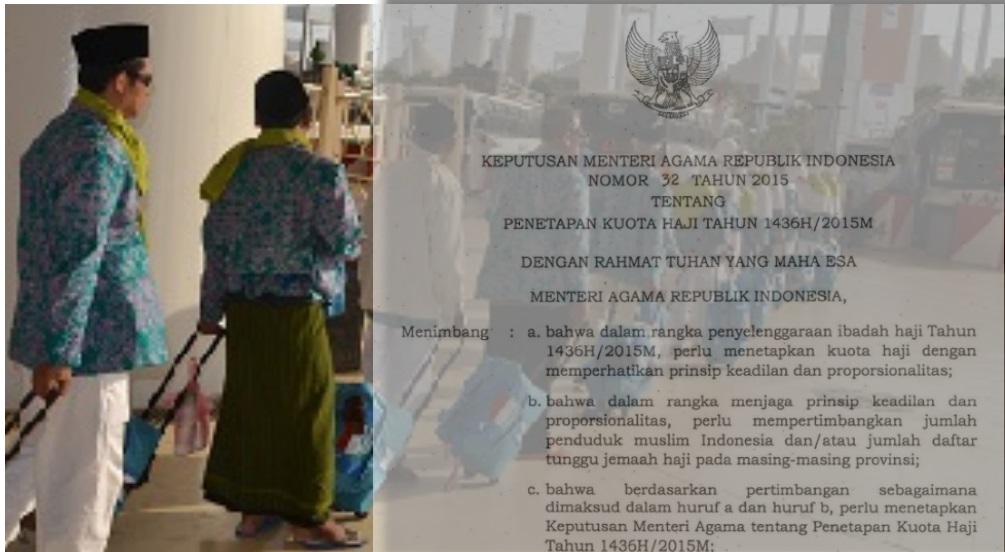 KEPUTUSAN MENTERI AGAMA REPUBLIK INDONESIA
NOMOR 32 TAHUN 2015
TENTANG
PENETAPAN KUOTA HAJI TAHUN 1436H/2015M
DENGAN RAHMAT TUHAN YANG MAHA ESA
MENTERI AGAMA REPUBLIK INDONESIA,
Menimbang : a. bahwa dalam rangka penyelenggaraan ibadah haji Tahun
1436H/2015M, perlu menetapkan kuota haji dengan
memperhatikan prinsip keadilan dan proporsionalitas;
b. bahwa dalam rangka menjaga prinsip keadilan dan
proporsionalitas, perlu mempertimbangkan jumlah
penduduk muslim Indonesia dan/atau jumlah daftar
tunggu jemaah haji pada masing-masing provinsi;
c. bahwa berdasarkan pertimbangan sebagaimana
dimaksud dalam huruf a dan huruf b, perlu menetapkan
Keputusan Menteri Agama tentang Penetapan Kuota Haji
Tahun 1436H/2015M;